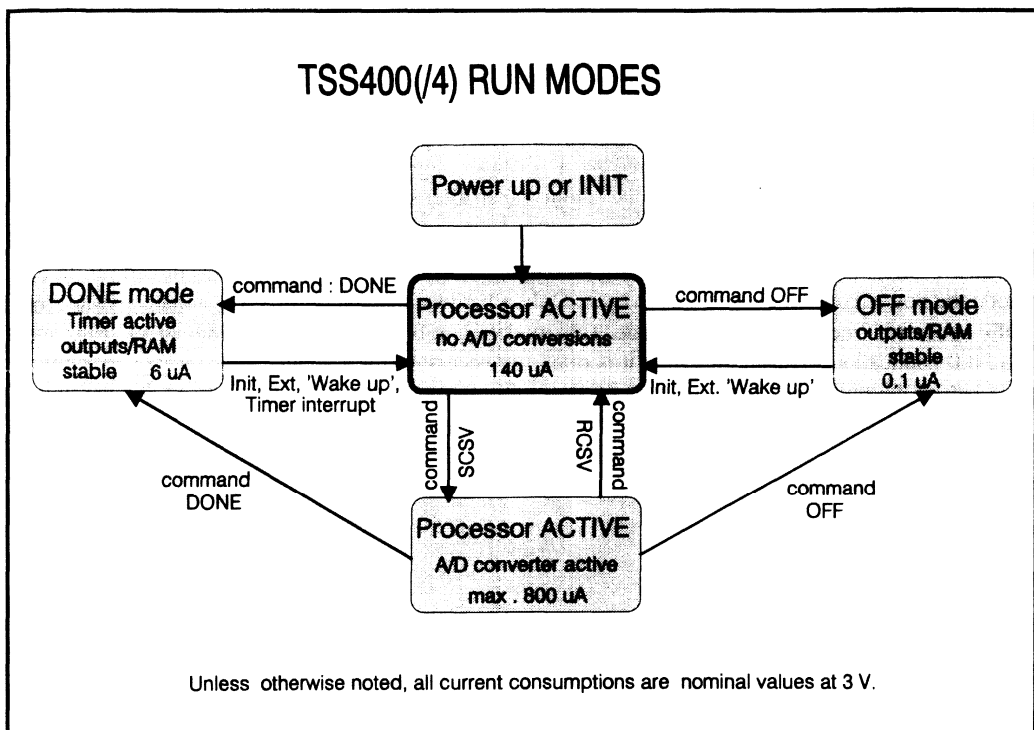 TSS400(/4) RUN MODES
Power up or INIT
DONE mode
Timer active
outputs/RAM
stable 6 uA
command : DONE
Init, Ext, 'Wake up',
Timer interrupt
Processor ACTIVE
no A/D conversions
140 uA
command OFF
Init, Ext. 'Wake up'
OFF mode
outputs/RAM
stable
0.1 uA
command
SCSV
command
RCSV
command
DONE
command
OFF
Processor ACTIVE
A/D converter active
max . 800 uA
Unless otherwise noted, all current consumptions are nominal values at 3 V.